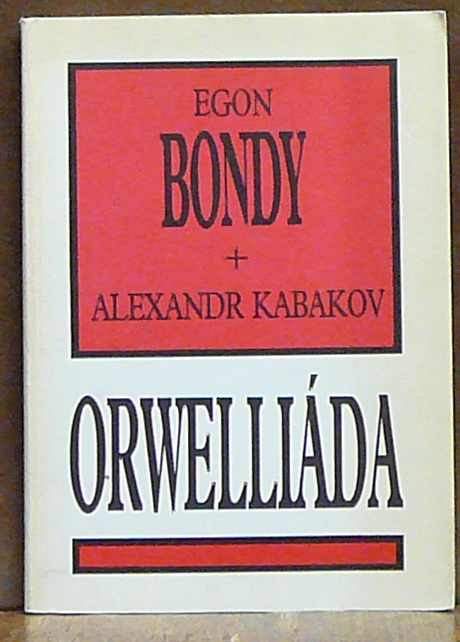 EGON
BONDY
+
ALEXANDR KABAKOV
ORWELLIÁDA